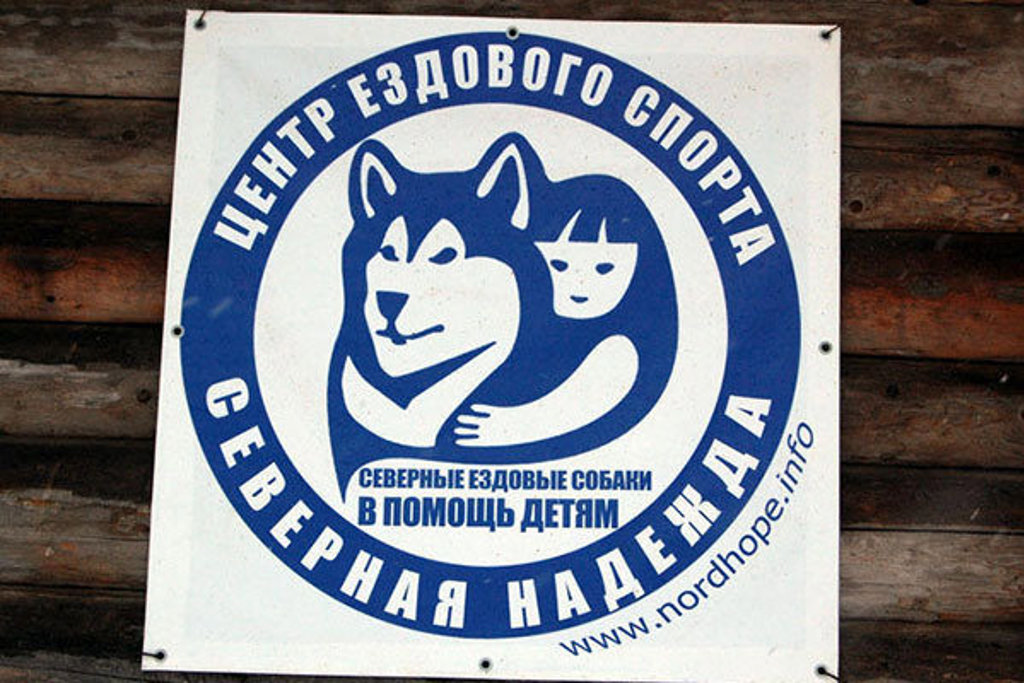 ЦЕНТР ЕЗДОВОГО СПОРТА
СЕВЕРНЫЕ ЕЗДОВЫЕ СОБАКИ
В ПОМОЩЬ ДЕТЯМ
СЕВЕРНАЯ НАДЕЖДА
www.nordhope.info